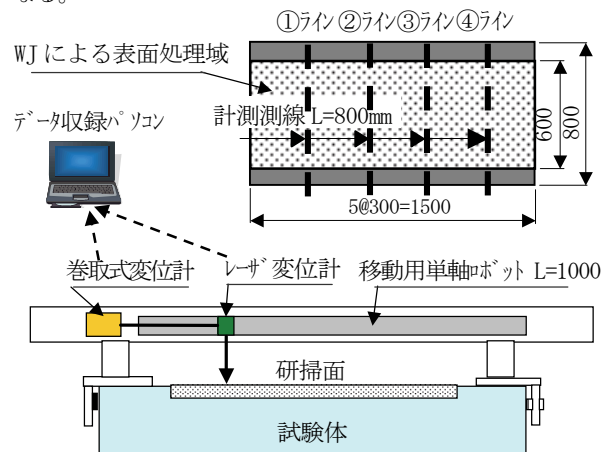 なる。
①ライン ②ライン ③ライン ④ライン
WJによる表面処理域
データ収録パソコン
計測測線 L=800mm
600
800
5@300=1500
巻取式変位計
レーザ変位計
移動用単軸ロボット L=1000
研掃面
試験体